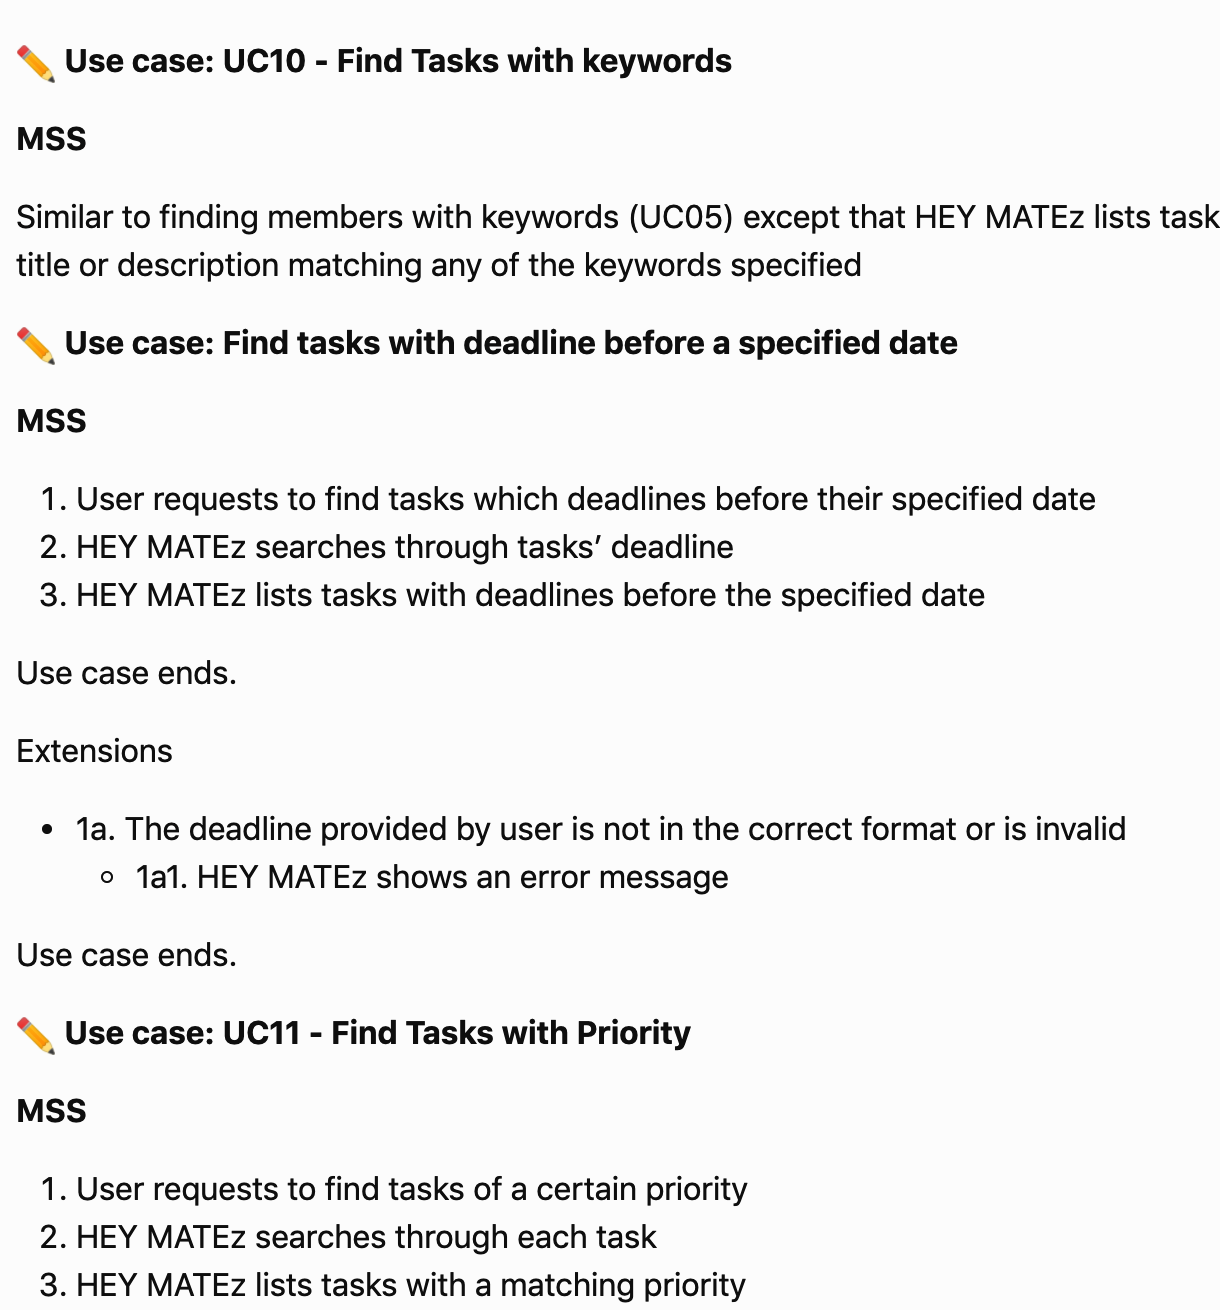 ✏️ Use case: UC10 - Find Tasks with keywords
MSS
Similar to finding members with keywords (UC05) except that HEY MATEz lists task
title or description matching any of the keywords specified
✏️ Use case: Find tasks with deadline before a specified date
MSS
1. User requests to find tasks which deadlines before their specified date
2. HEY MATEz searches through tasks’ deadline
3. HEY MATEz lists tasks with deadlines before the specified date
Use case ends.
Extensions
• 1a. The deadline provided by user is not in the correct format or is invalid
◦ 1a1. HEY MATEz shows an error message
Use case ends.
✏️ Use case: UC11 - Find Tasks with Priority
MSS
1. User requests to find tasks of a certain priority
2. HEY MATEz searches through each task
3. HEY MATEz lists tasks with a matching priority